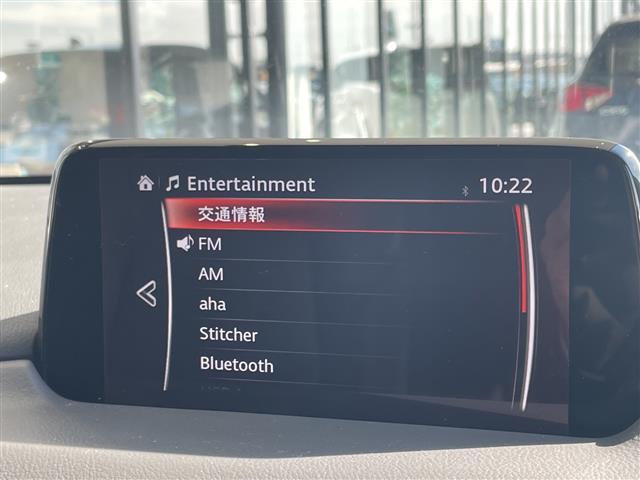 Entertainment 10:22
交通情報
FM
AM
aha
Stitcher
Bluetooth